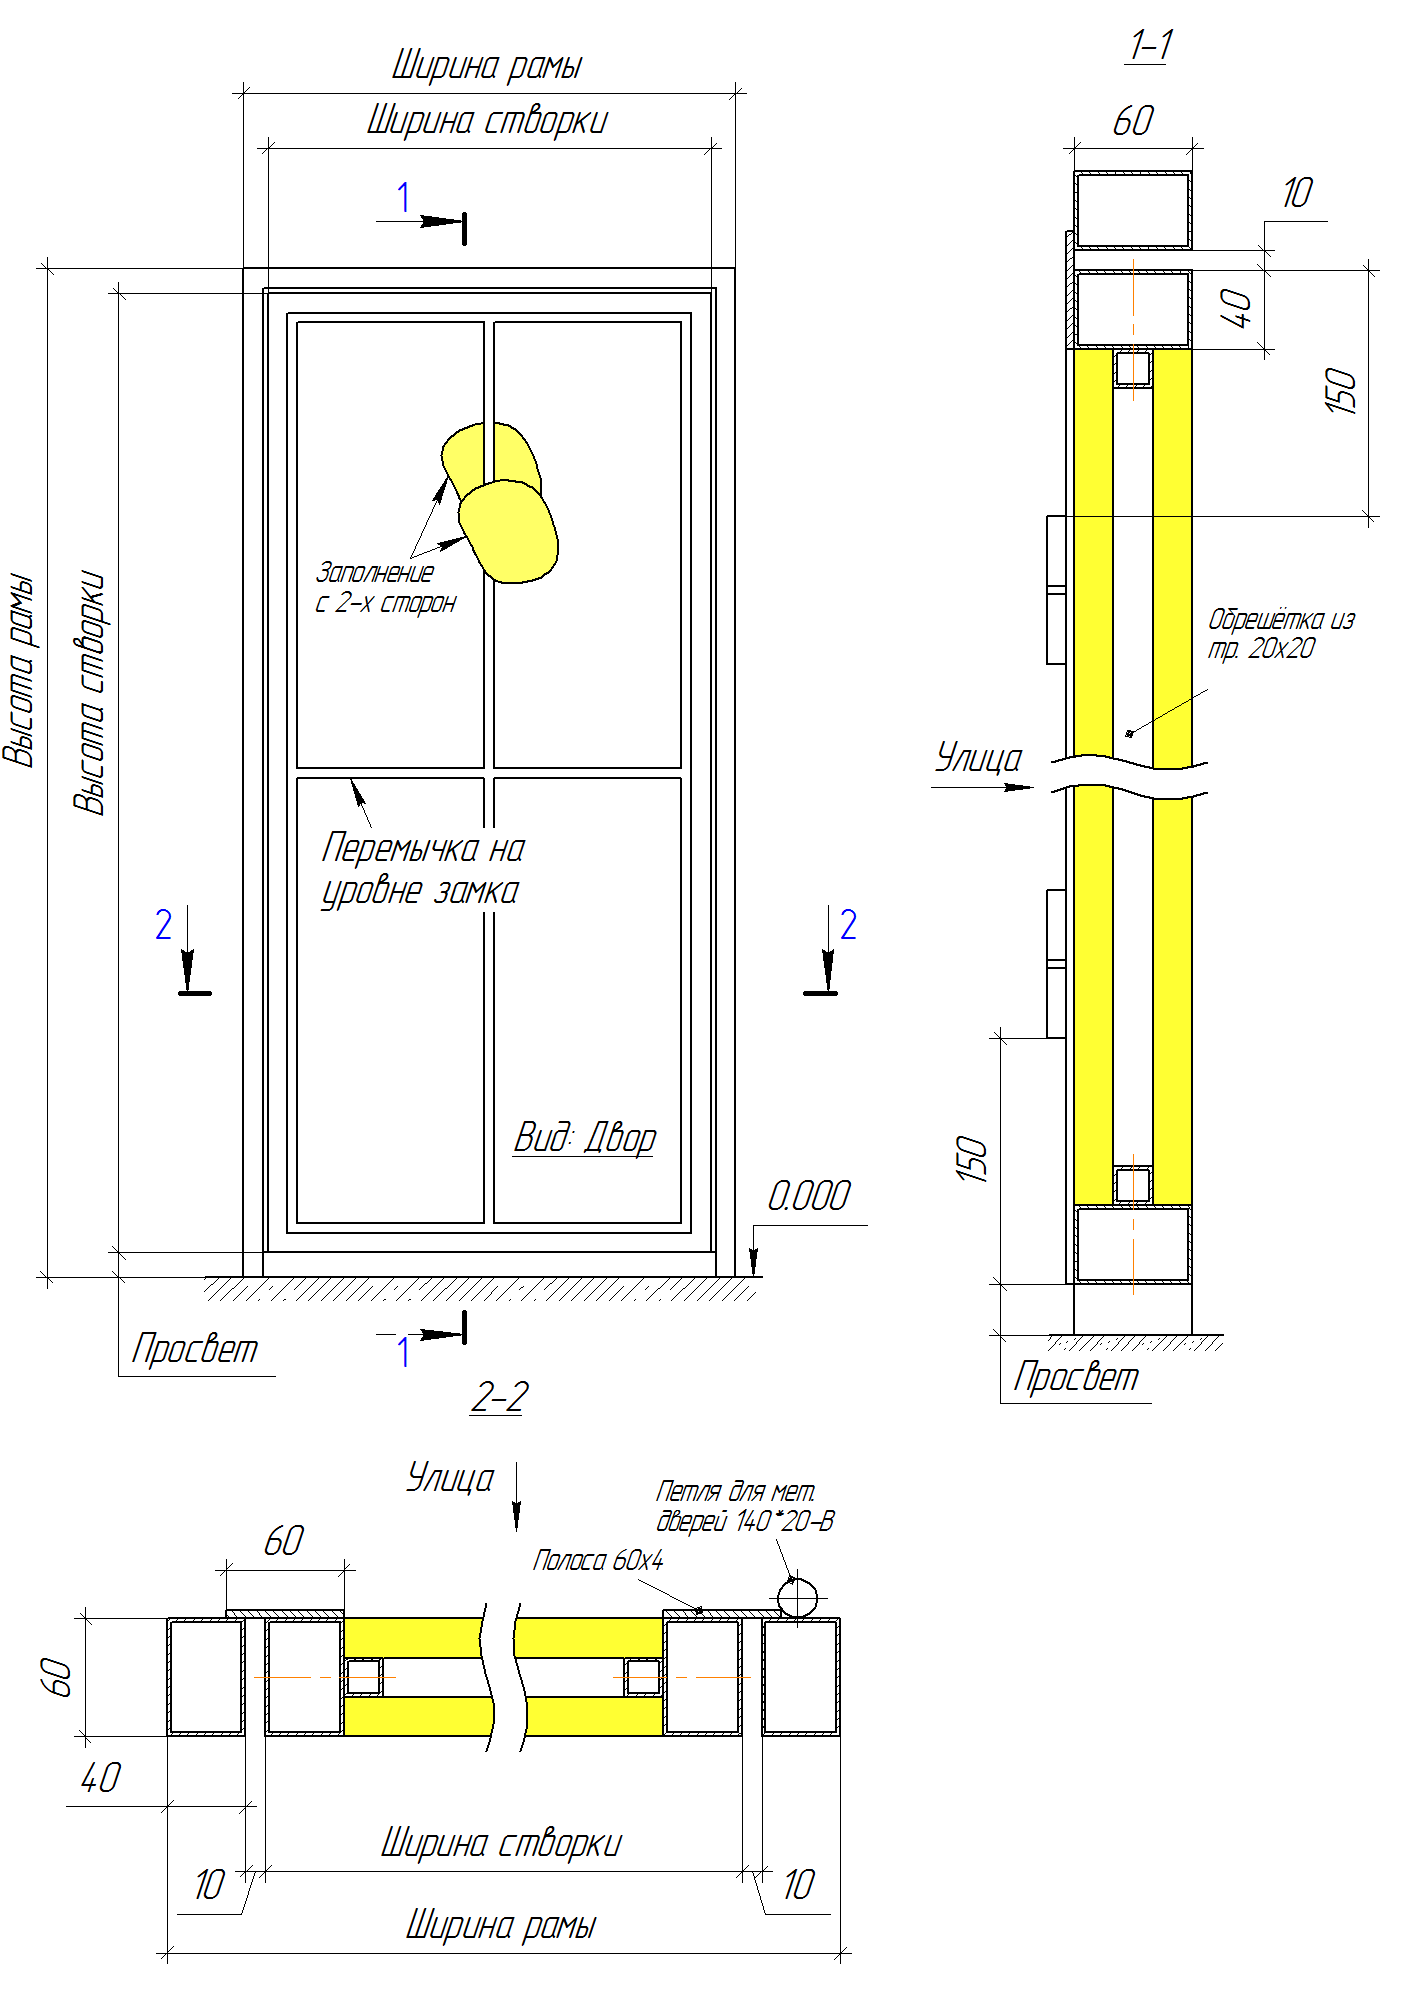 Ширина рамы
Ширина створки
1
Высота рамы
Высота створки
Заполнение
с 2-х сторон
Перемычка на
уровне замка
2
2
Вид: Двор
0.000
Просвет
1
1-1
60
10
40
150
Обрешётка из
тр. 20x20
Улица
150
Просвет
2-2
Улица
Петля для мет.
дверей 140*20-В
Полоса 60x4
60
60
40
Ширина створки
10
10
Ширина рамы